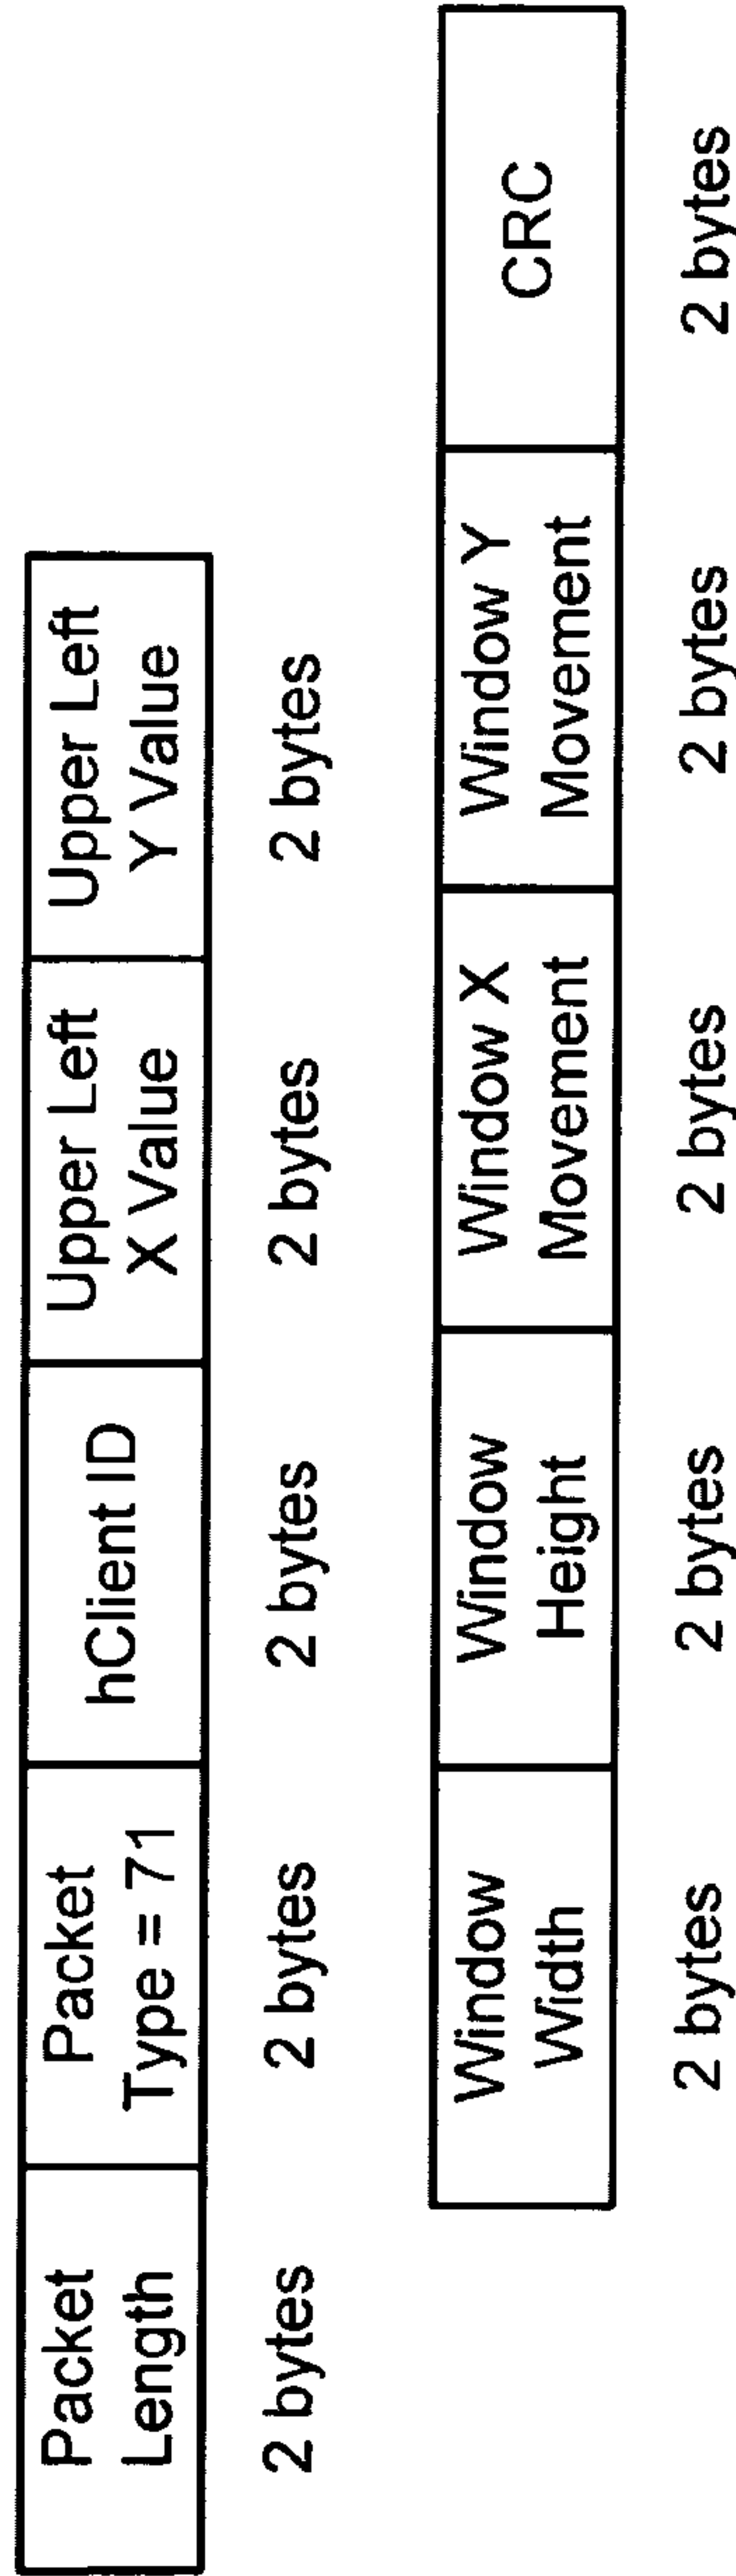 Packet
Length
Packet
Type = 71
hClient ID
Upper Left
X Value
Upper Left
Y Value
2 bytes
2 bytes
2 bytes
2 bytes
2 bytes
Window
Width
Window
Height
Window X
Movement
Window Y
Movement
CRC
2 bytes
2 bytes
2 bytes
2 bytes
2 bytes